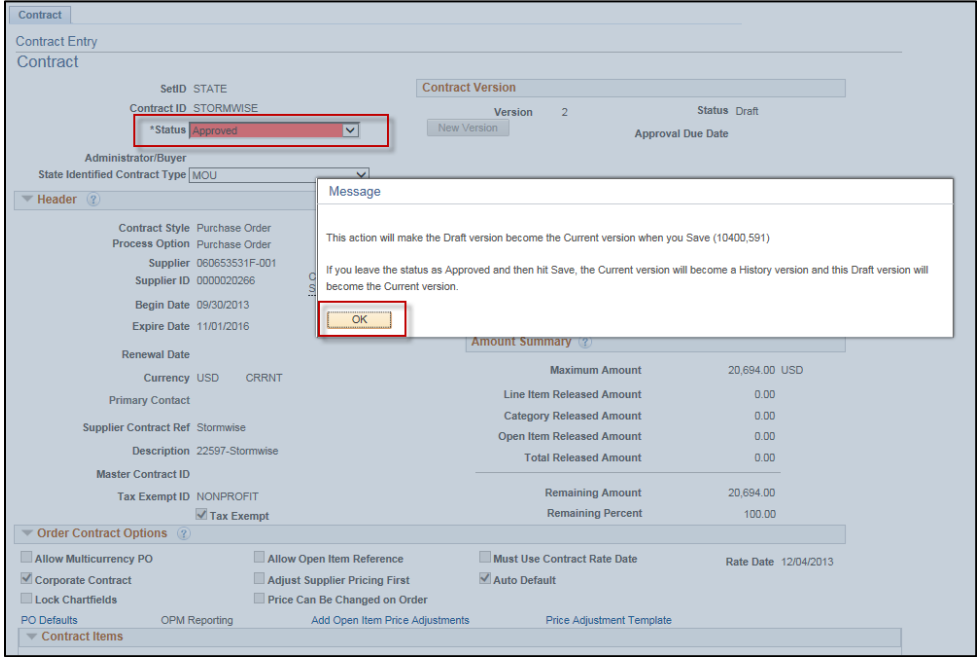 Contract
Contract Entry
Contract
SetID STATE
Contract ID STORMWISE
*Status Approved
Administrator/Buyer
State Identified Contract Type MOU
Contract Version
Version 2 Status Draft
New Version Approval Due Date
Header
Contract Style Purchase Order
Process Option Purchase Order
Supplier 060653531F-001
Supplier ID 0000020266
Begin Date 09/30/2013
Expire Date 11/01/2016
Renewal Date
Currency USD CRRNT
Primary Contact
Supplier Contract Ref Stormwise
Description 22597-Stormwise
Master Contract ID
Tax Exempt ID NONPROFIT
Tax Exempt
Message
This action will make the Draft version become the Current version when you Save (10400,591)
If you leave the status as Approved and then hit Save, the Current version will become a History version and this Draft version will
become the Current version.
OK
Amount Summary
Maximum Amount 20,694.00 USD
Line Item Released Amount 0.00
Category Released Amount 0.00
Open Item Released Amount 0.00
Total Released Amount 0.00
Remaining Amount 20,694.00
Remaining Percent 100.00
Order Contract Options
Allow Multicurrency PO Allow Open Item Reference Must Use Contract Rate Date Rate Date 12/04/2013
Corporate Contract Adjust Supplier Pricing First Auto Default
Lock Chartfields Price Can Be Changed on Order
PO Defaults OPM Reporting Add Open Item Price Adjustments Price Adjustment Template
Contract Items